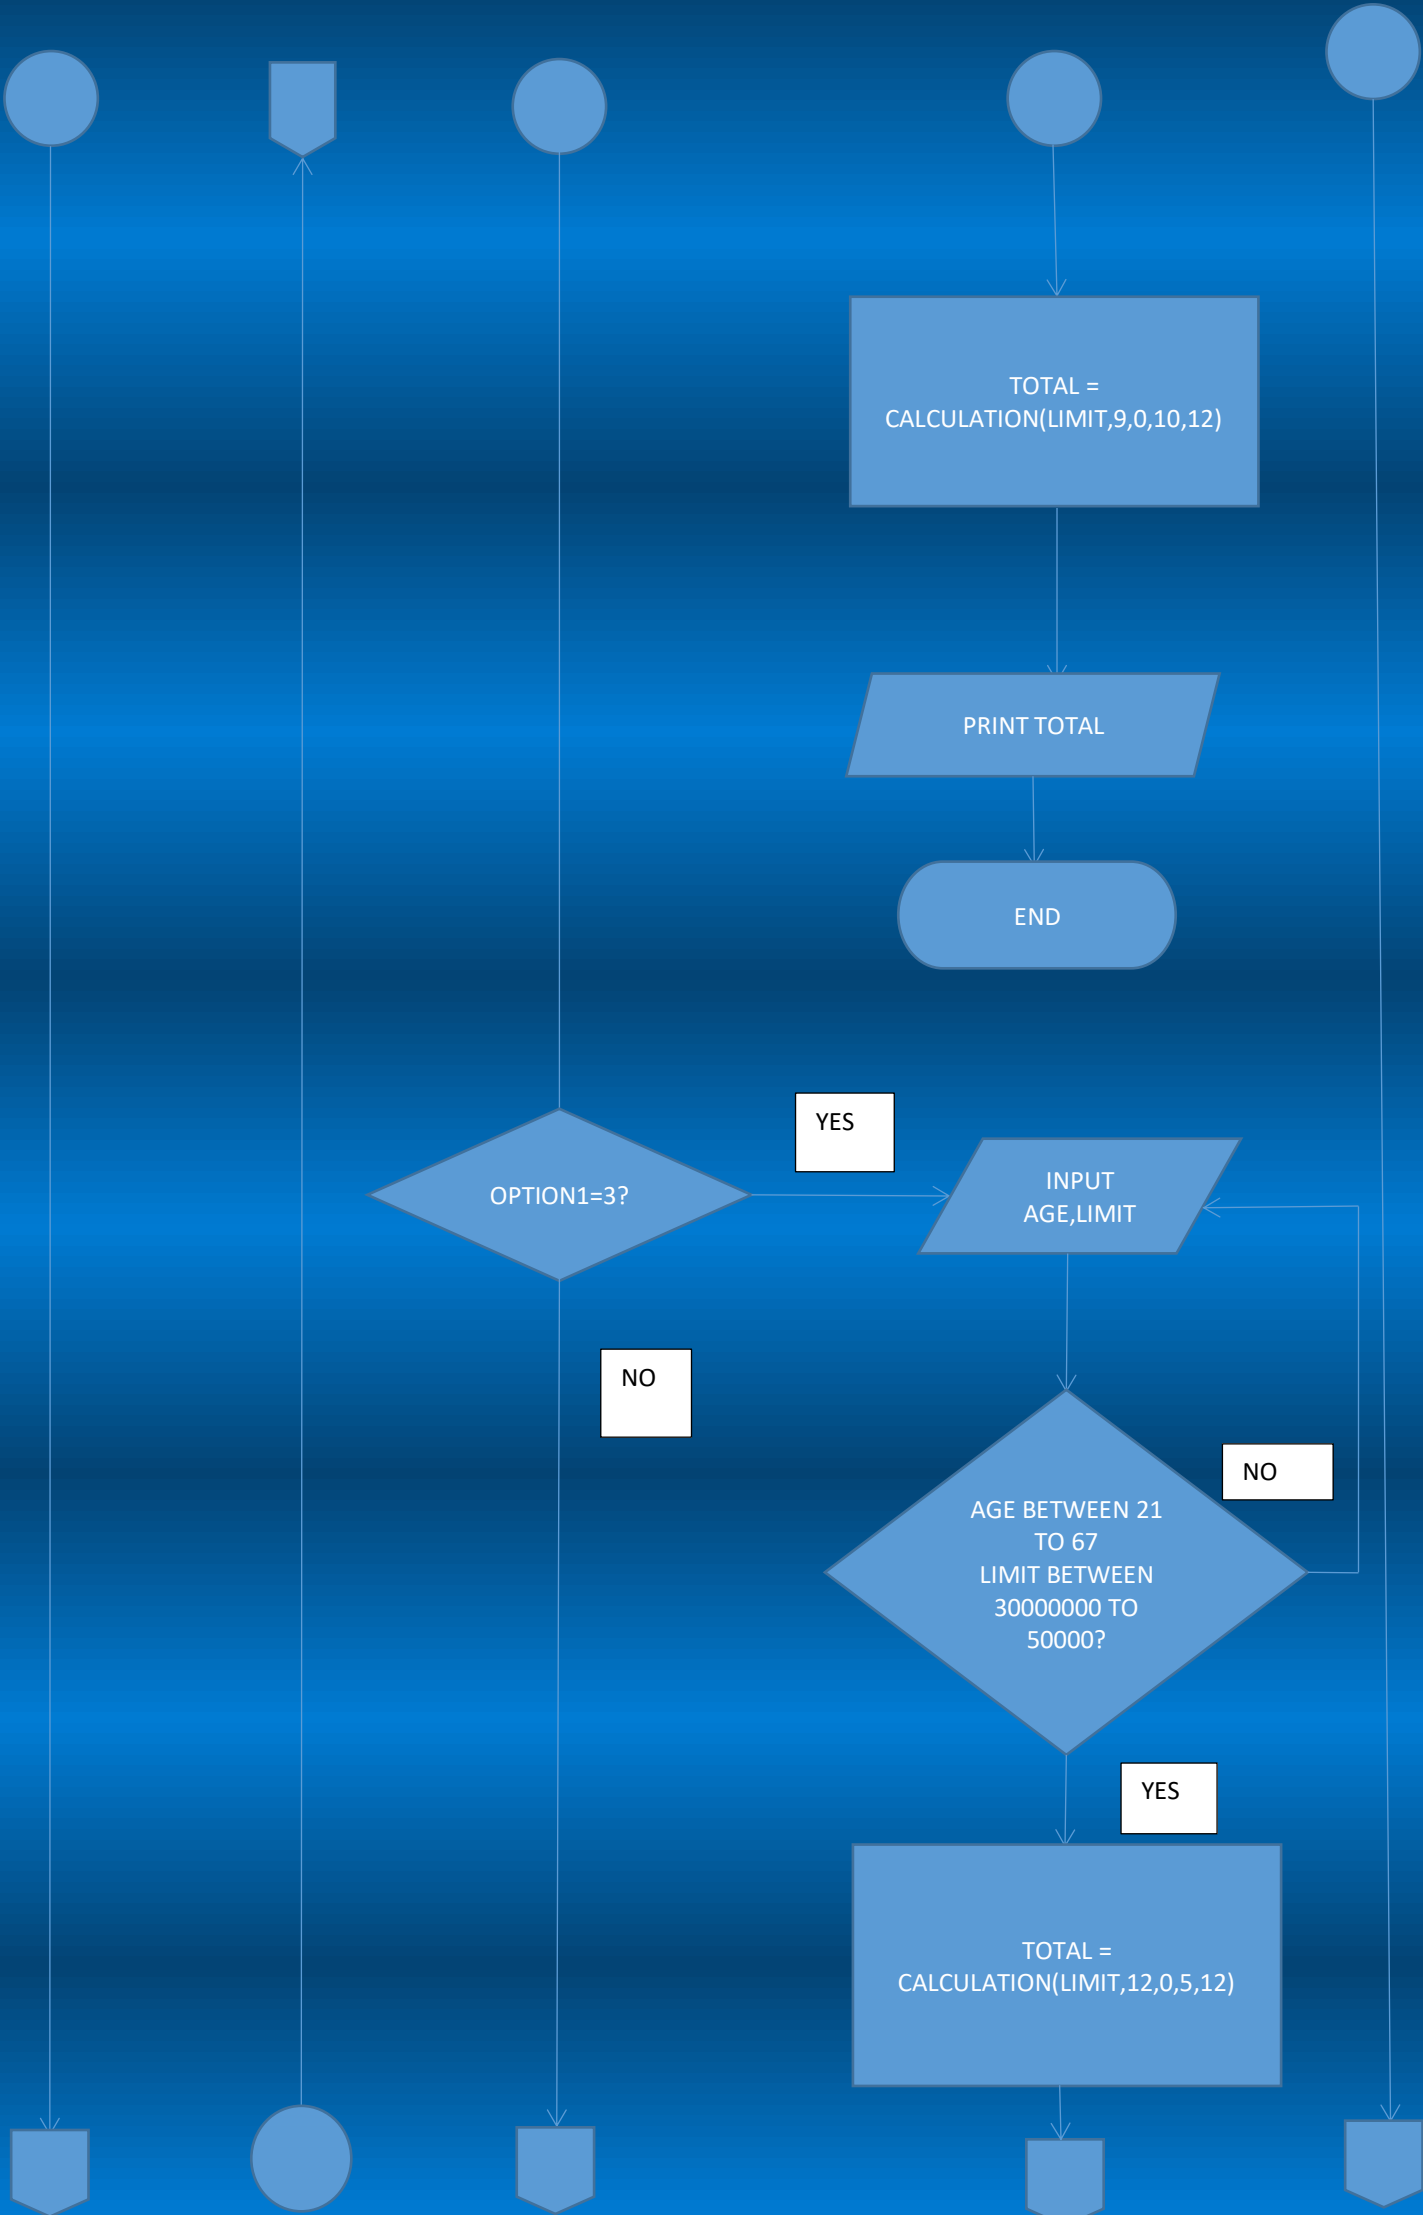 TOTAL =
CALCULATION(LIMIT,9,0,10,12)
PRINT TOTAL
END
YES
OPTION1=3?
INPUT
AGE,LIMIT
NO
NO
AGE BETWEEN 21
TO 67
LIMIT BETWEEN
30000000 TO
50000?
YES
TOTAL =
CALCULATION(LIMIT,12,0,5,12)